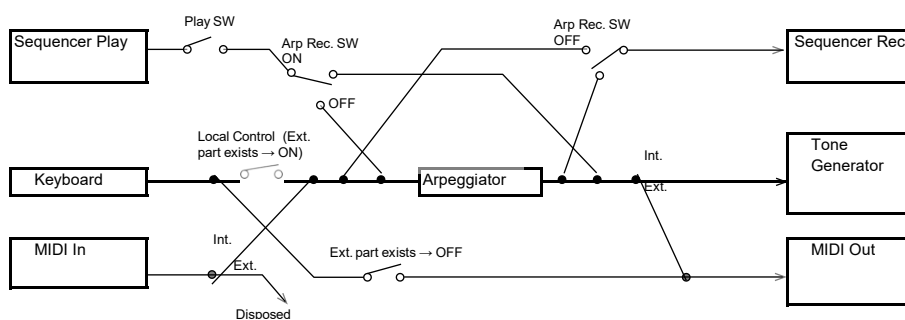 Play SW
Sequencer Play
Arp Rec. SW
ON
Arp Rec. SW
OFF
Sequencer Rec
OFF
Local Control (Ext.
part exists → ON)
Keyboard
Arpeggiator
Int.
Ext.
Tone
Generator
MIDI In
Int.
Ext.
Ext. part exists → OFF
MIDI Out
Disposed